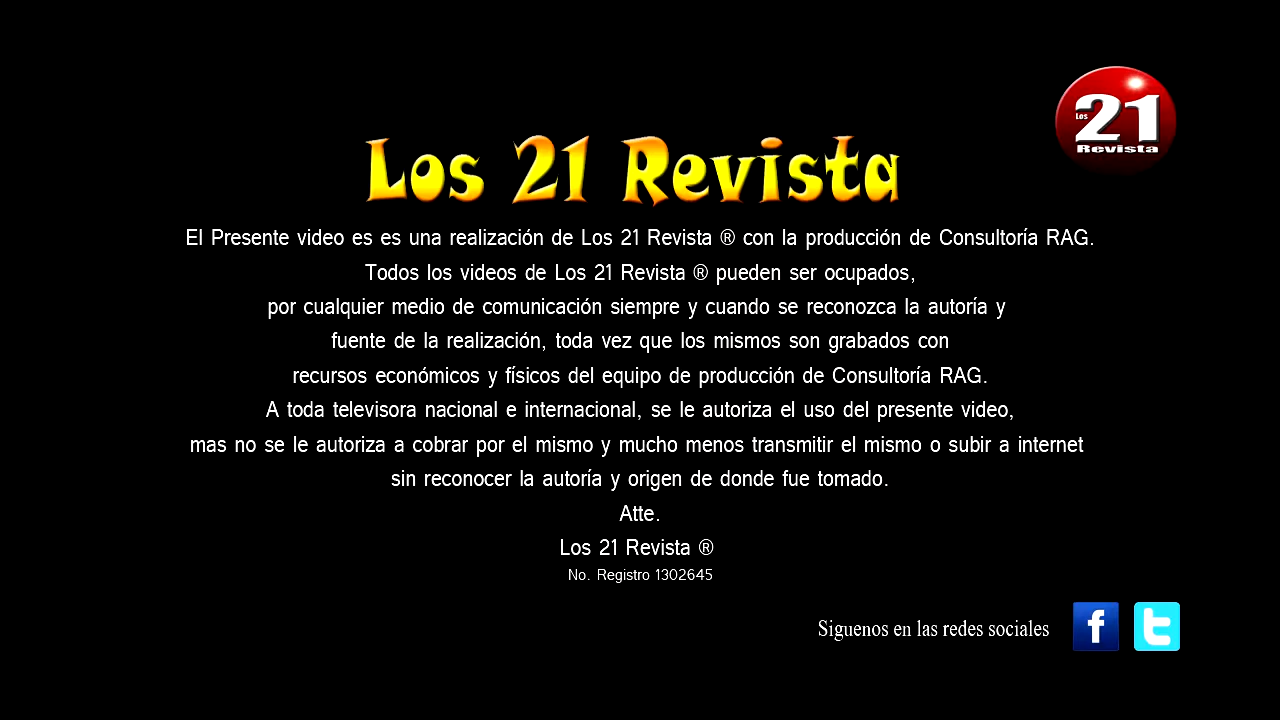 Los 21 Revista
Los 21 Revista
El Presente video es es una realización de Los 21 Revista ® con la producción de Consultoría RAG.
Todos los videos de Los 21 Revista ® pueden ser ocupados,
por cualquier medio de comunicación siempre y cuando se reconozca la autoría y
fuente de la realización, toda vez que los mismos son grabados con
recursos económicos y físicos del equipo de producción de Consultoría RAG.
A toda televisora nacional e internacional, se le autoriza el uso del presente video,
mas no se le autoriza a cobrar por el mismo y mucho menos transmitir el mismo o subir a internet
sin reconocer la autoría y origen de donde fue tomado.
Atte.
Los 21 Revista ®
No. Registro 1302645
Siguenos en las redes sociales f t